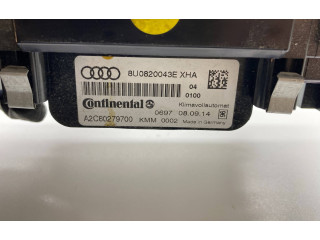 8U0820043E XHA
04
0100
Continental
Klimavollautomat
0697 08.09.14
A2C80279700 KMM 0002 Made in Germany